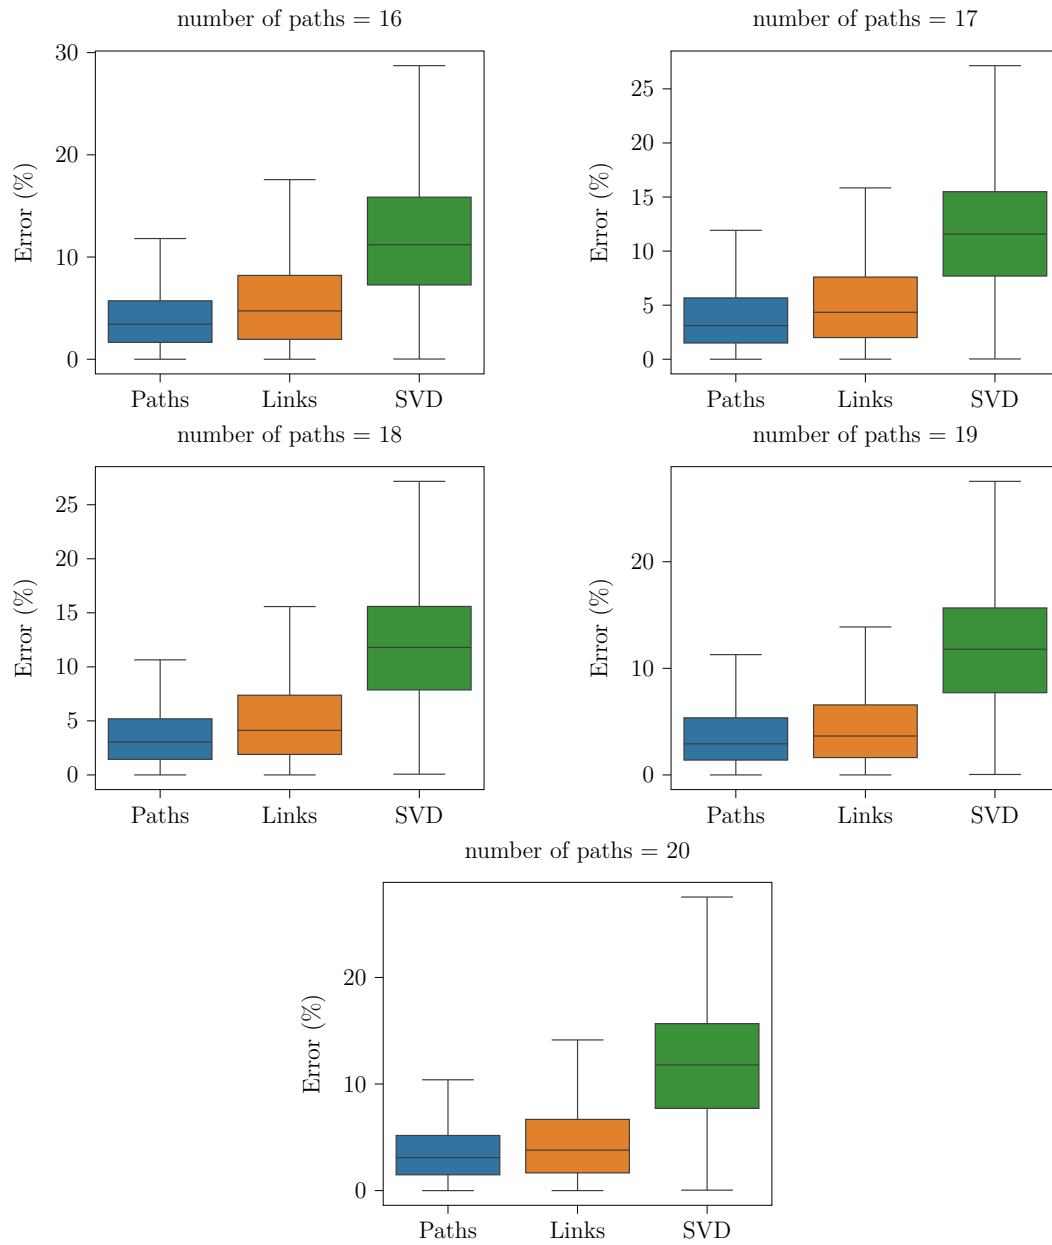 number of paths = 16
number of paths = 17
30
20
10
0
Error (%)
Paths Links SVD
25
20
15
10
5
0
Error (%)
Paths Links SVD
number of paths = 18
number of paths = 19
25
20
15
10
5
0
Error (%)
Paths Links SVD
20
10
0
Error (%)
Paths Links SVD
number of paths = 20
20
10
0
Error (%)
Paths Links SVD